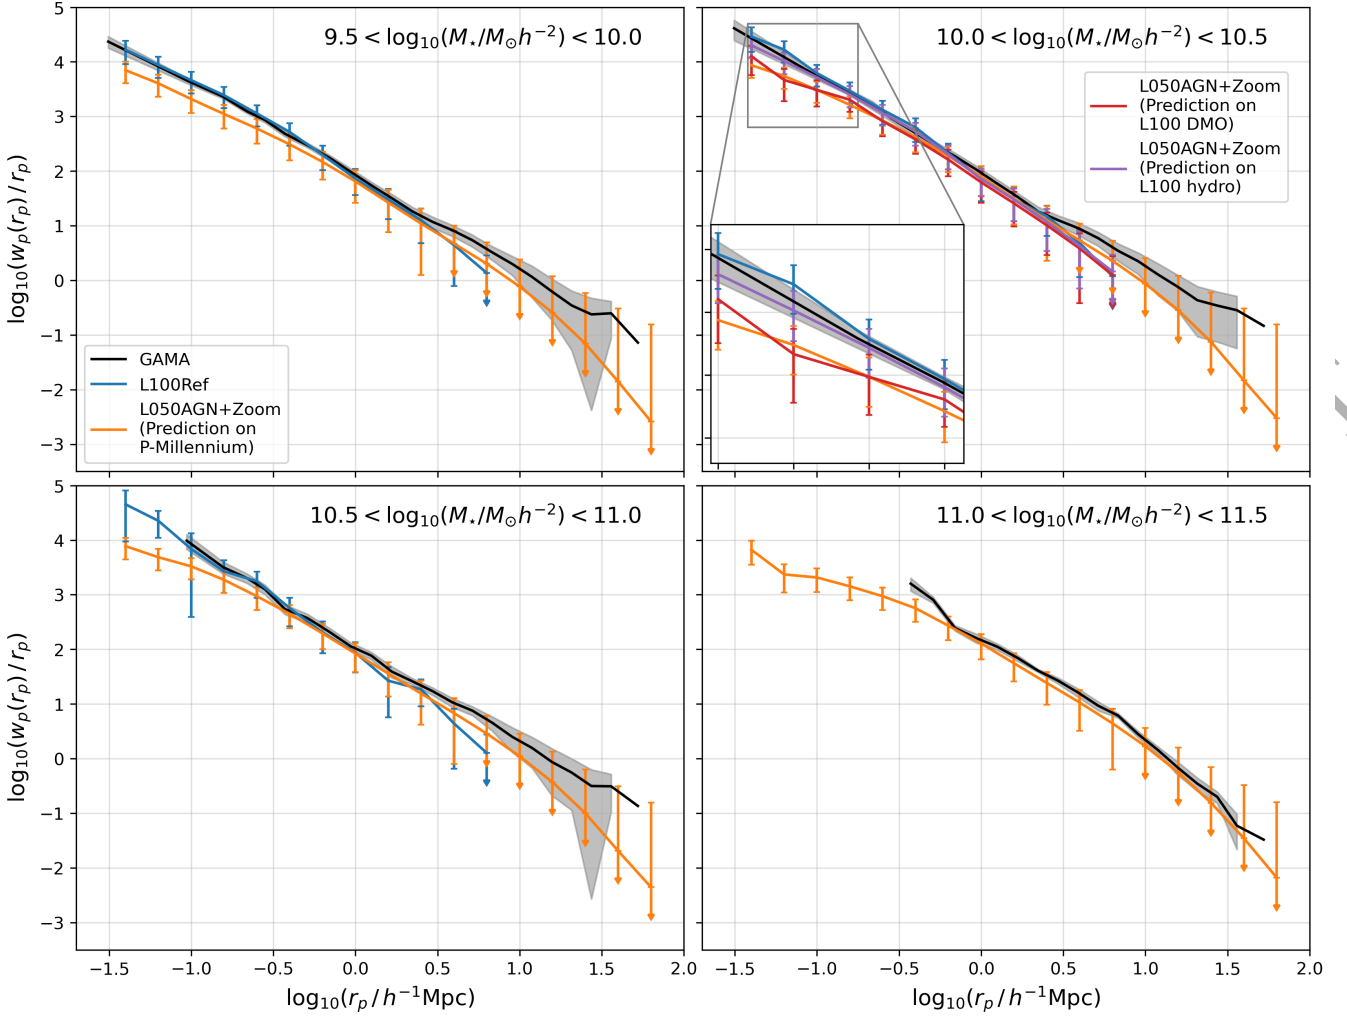 9.5 < log₁₀(M⋆/M⊙h⁻²) < 10.0
5
4
3
2
1
0
−1
−2
−3
log₁₀(wₚ(rₚ) / rₚ)
GAMA
L100Ref
L050AGN+Zoom
(Prediction on
P-Millennium)
10.0 < log₁₀(M⋆/M⊙h⁻²) < 10.5
L050AGN+Zoom
(Prediction on
L100 DMO)
L050AGN+Zoom
(Prediction on
L100 hydro)
10.5 < log₁₀(M⋆/M⊙h⁻²) < 11.0
5
4
3
2
1
0
−1
−2
−3
log₁₀(wₚ(rₚ) / rₚ)
−1.5 −1.0 −0.5 0.0 0.5 1.0 1.5 2.0
log₁₀(rₚ / h⁻¹Mpc)
11.0 < log₁₀(M⋆/M⊙h⁻²) < 11.5
−1.5 −1.0 −0.5 0.0 0.5 1.0 1.5 2.0
log₁₀(rₚ / h⁻¹Mpc)